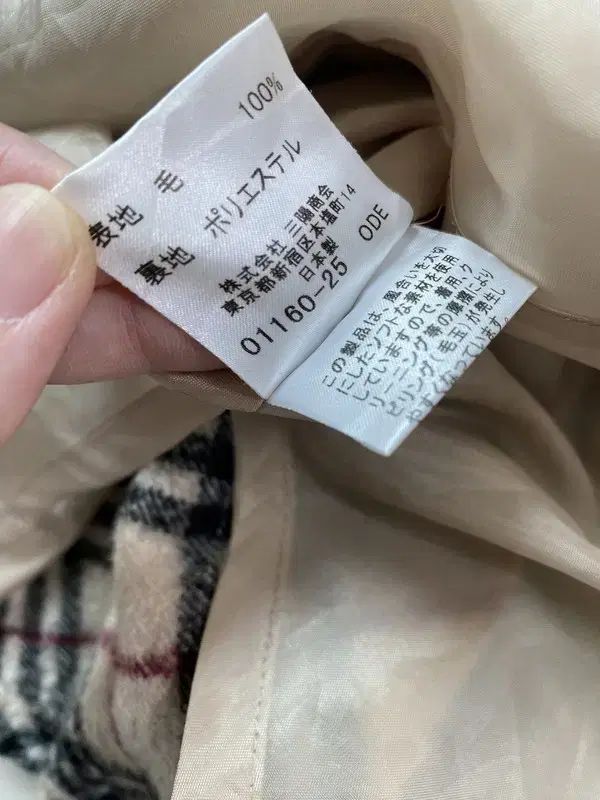 表地 毛 100%
裏地 ポリエステル
株式会社 三陽商会
東京都新宿区本塩町14
日本製
01160-25 ODE
この製品は、風合いを大切
にしたソフトな素材を使用
していますので、着用・ク
リーニング等の摩擦により
ピリング(毛玉)が発生し
やすくなっています。